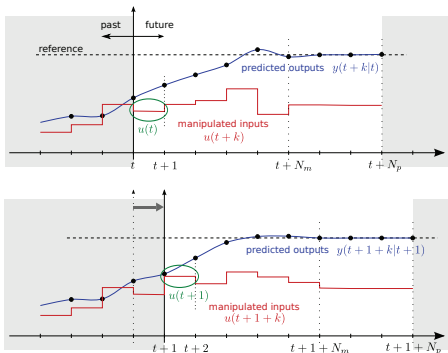 past future
reference
predicted outputs y(t + k|t)
u(t)
manipulated inputs
u(t + k)
t t + 1 t + N_m t + N_p
predicted outputs y(t + 1 + k|t + 1)
u(t + 1)
manipulated inputs
u(t + 1 + k)
t + 1 t + 2 t + 1 + N_m t + 1 + N_p